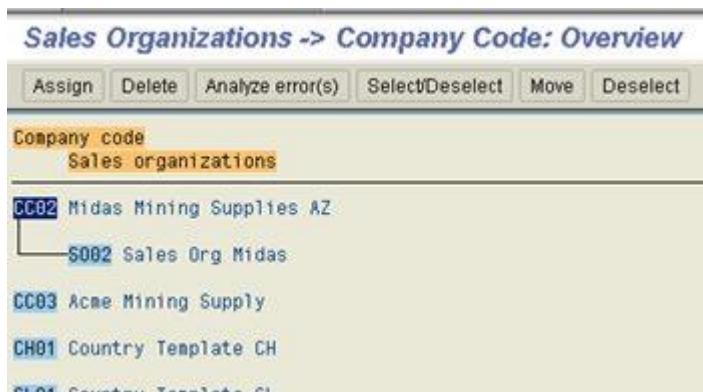 Sales Organizations -> Company Code: Overview
Assign Delete Analyze error(s) Select/Deselect Move Deselect
Company code
Sales organizations
CC02 Midas Mining Supplies AZ
SO02 Sales Org Midas
CC03 Acme Mining Supply
CH01 Country Template CH